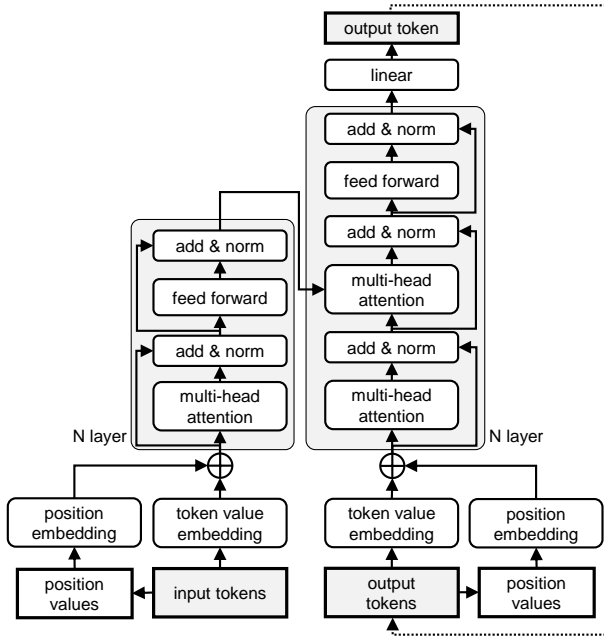 output token
linear
add & norm
feed forward
add & norm
multi-head
attention
add & norm
multi-head
attention
N layer
add & norm
feed forward
add & norm
multi-head
attention
N layer
position
embedding
token value
embedding
position
values
input tokens
token value
embedding
position
embedding
output
tokens
position
values